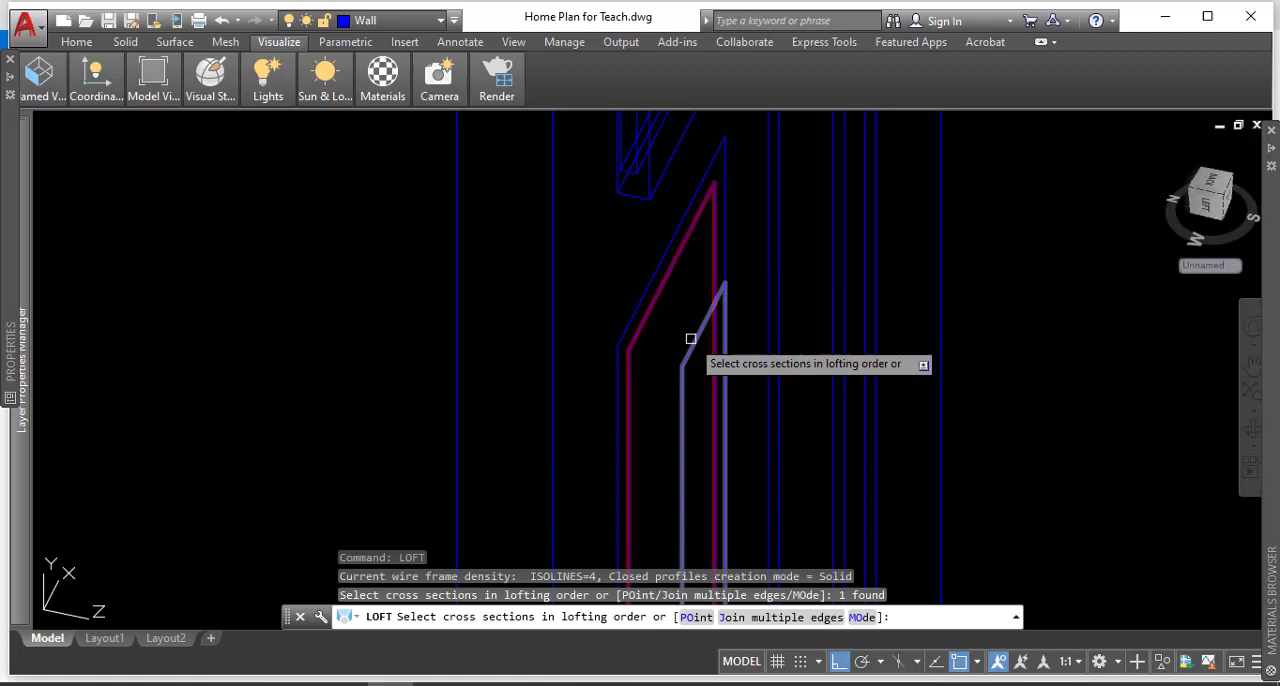 Wall
Home Plan for Teach.dwg
Type a keyword or phrase
Sign In
Home Solid Surface Mesh Visualize Parametric Insert Annotate View Manage Output Add-ins Collaborate Express Tools Featured Apps Acrobat
amed V... Coordina... Model Vi... Visual St... Lights Sun & Lo... Materials Camera Render
BACK
LEFT
N
S
W
Unnamed
PROPERTIES
Layer Properties Manager
Select cross sections in lofting order or
Command: LOFT
Current wire frame density: ISOLINES=4, Closed profiles creation mode = Solid
Select cross sections in lofting order or [POint/Join multiple edges/MOde]: 1 found
LOFT Select cross sections in lofting order or [POint Join multiple edges MOde]:
Y
X
Z
MATERIALS BROWSER
Model Layout1 Layout2 +
MODEL
1:1